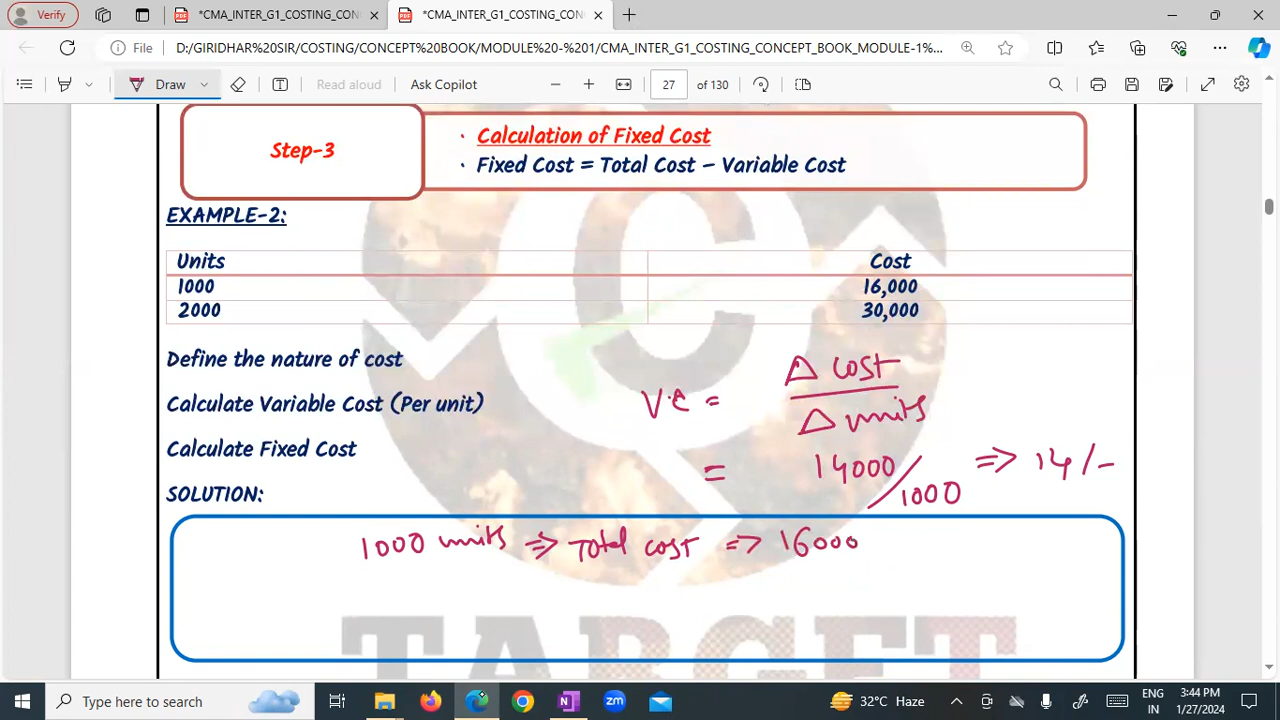 Verify
*CMA_INTER_G1_COSTING_CON
*CMA_INTER_G1_COSTING_CON
File
D:/GIRIDHAR%20SIR/COSTING/CONCEPT%20BOOK/MODULE%20-%201/CMA_INTER_G1_COSTING_CONCEPT_BOOK_MODULE-1%...
Draw
Read aloud
Ask Copilot
27 of 130
Step-3
· Calculation of Fixed Cost
· Fixed Cost = Total Cost – Variable Cost
EXAMPLE-2:
Units Cost
1000 16,000
2000 30,000
Define the nature of cost
Calculate Variable Cost (Per unit)
Calculate Fixed Cost
V.C = Δ cost
Δ units
= 14000/1000 => 14/-
SOLUTION:
1000 units => Total cost => 16000
TARGET
Type here to search
32°C Haze
ENG
IN
3:44 PM
1/27/2024